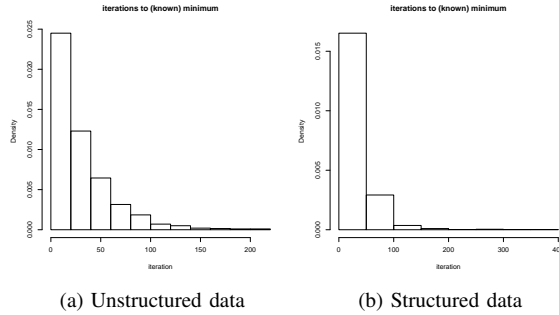 iterations to (known) minimum
Density
0.000
0.005
0.010
0.015
0.020
0.025
0
50
100
150
200
iteration
(a) Unstructured data
iterations to (known) minimum
Density
0.000
0.005
0.010
0.015
0
100
200
300
400
iteration
(b) Structured data